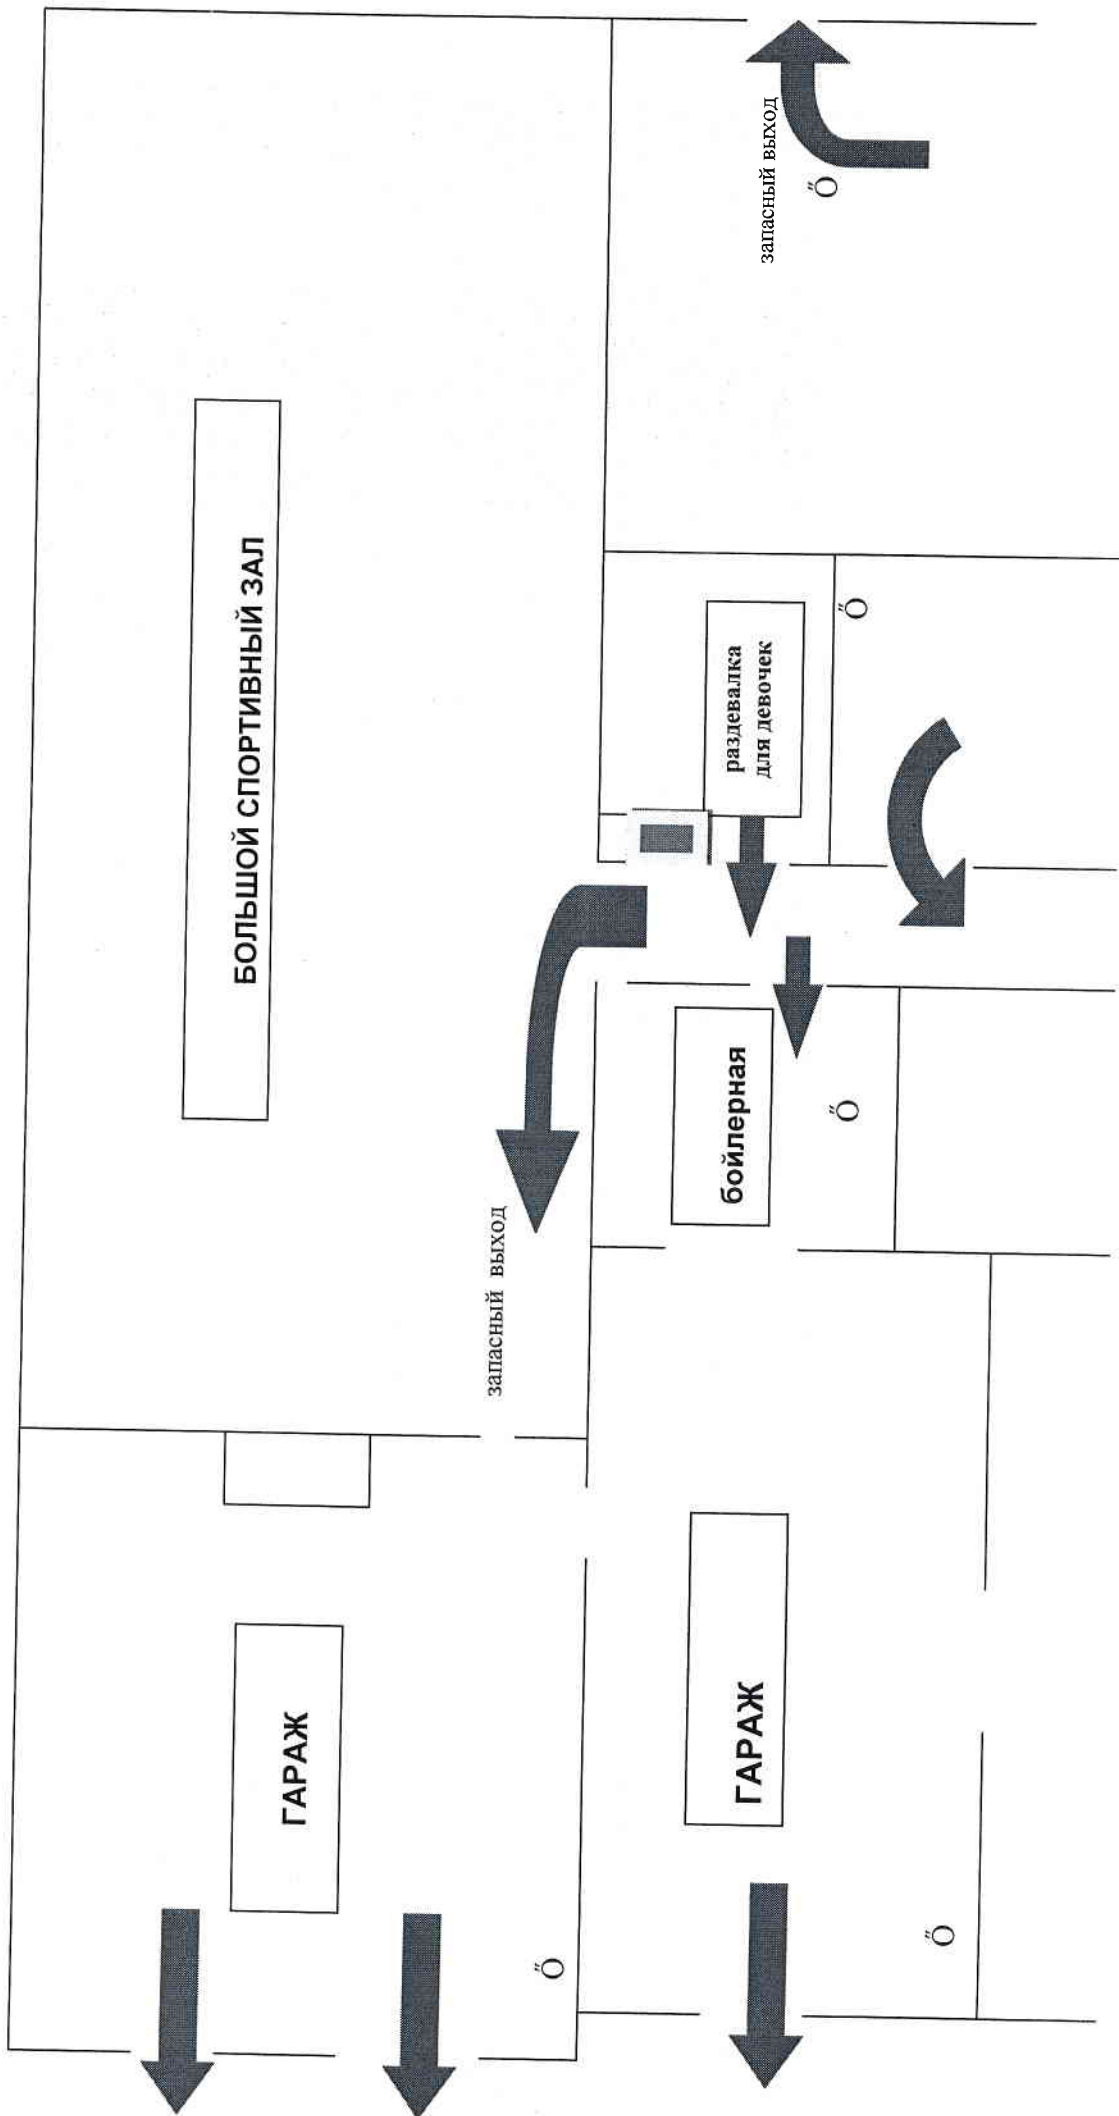 БОЛЬШОЙ СПОРТИВНЫЙ ЗАЛ
ГАРАЖ
запасный выход
Ő
ГАРАЖ
бойлерная
раздевалка
для девочек
запасный выход
Ő
Ő
Ő
Ő